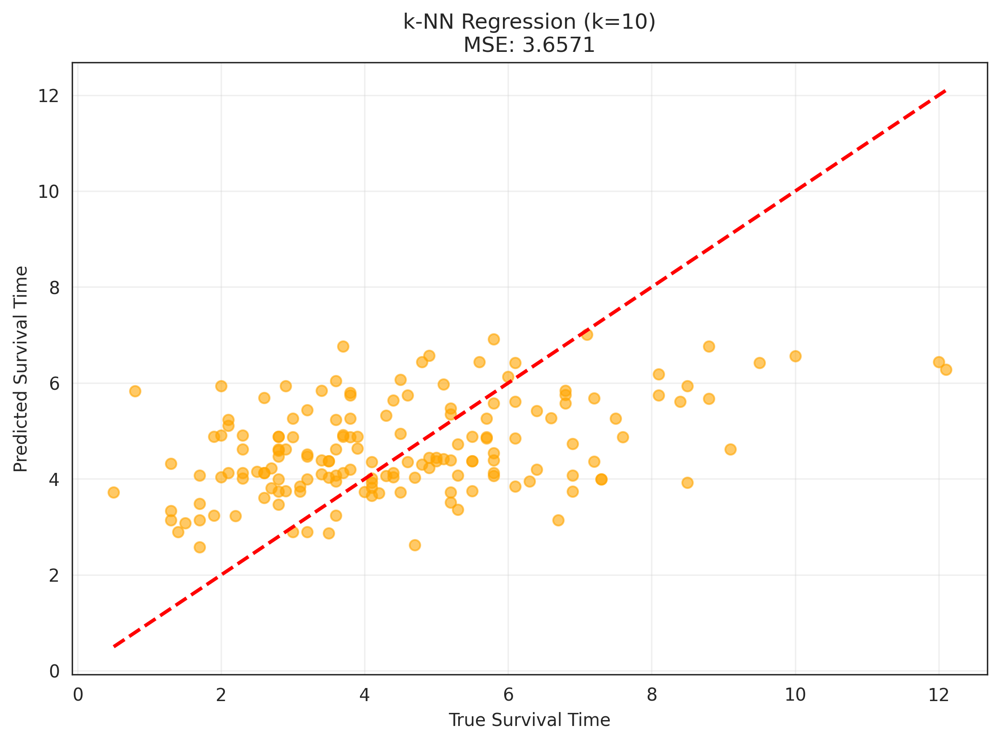 k-NN Regression (k=10)
MSE: 3.6571
12
10
8
6
4
2
0
Predicted Survival Time
0 2 4 6 8 10 12
True Survival Time